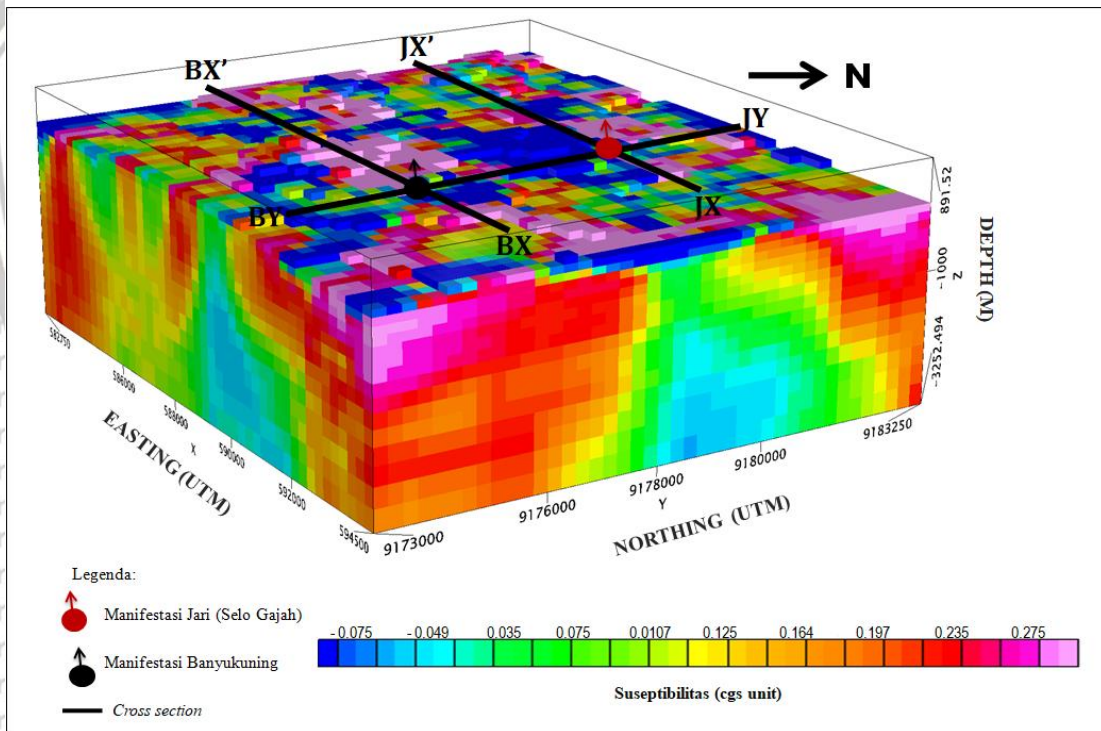 BX’
JX’
N
JY
BY
BX
JX
891.52
-1000
Z
-3252.494
DEPTH (M)
582750
586000
588000
X
590000
592000
594500
EASTING (UTM)
9173000
9176000
9178000
Y
9180000
9183250
NORTHING (UTM)
Legenda:
Manifestasi Jari (Selo Gajah)
Manifestasi Banyukuning
Cross section
-0.075 -0.049 0.035 0.075 0.0107 0.125 0.164 0.197 0.235 0.275
Suseptibilitas (cgs unit)